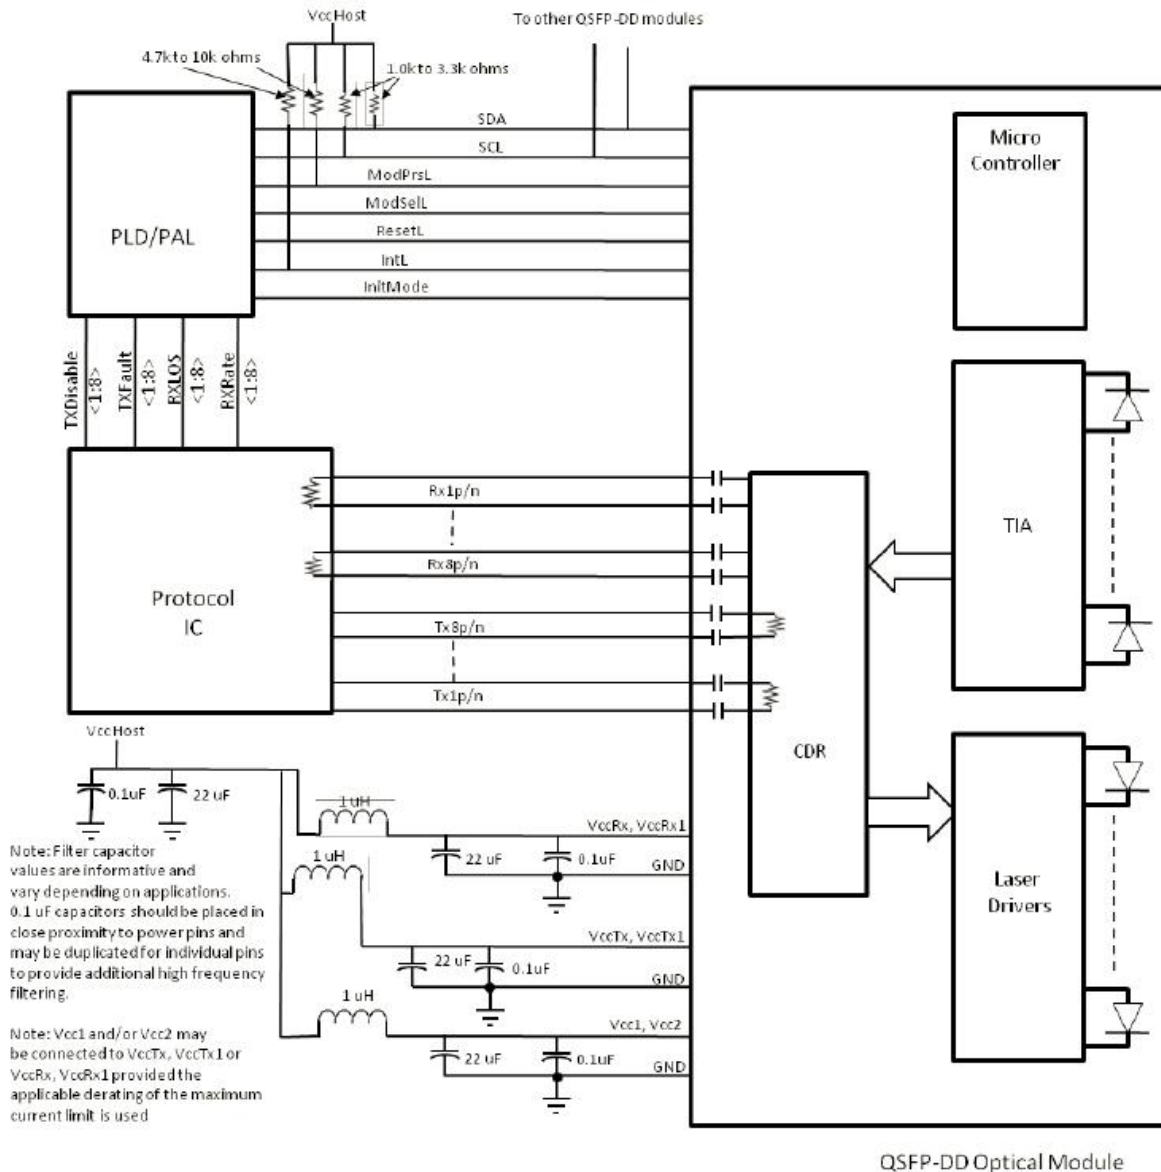 VccHost
To other QSFP-DD modules
4.7k to 10k ohms
1.0k to 3.3k ohms
SDA
SCL
ModPrsL
ModSelL
ResetL
IntL
InitMode
PLD/PAL
Micro
Controller
TXDisable
<1:8>
TXFault
<1:8>
RXLOS
<1:8>
RXRate
<1:8>
Rx1p/n
Rx8p/n
Tx8p/n
Tx1p/n
Protocol
IC
TIA
CDR
Laser
Drivers
VccHost
0.1uF
22 uF
1 uH
VccRx, VccRx1
22 uF
0.1uF
GND
1 uH
VccTx, VccTx1
22 uF
0.1uF
GND
1 uH
Vcc1, Vcc2
22 uF
0.1uF
GND
Note: Filter capacitor
values are informative and
vary depending on applications.
0.1 uF capacitors should be placed in
close proximity to power pins and
may be duplicated for individual pins
to provide additional high frequency
filtering.
Note: Vcc1 and/or Vcc2 may
be connected to VccTx, VccTx1 or
VccRx, VccRx1 provided the
applicable derating of the maximum
current limit is used
QSFP-DD Optical Module